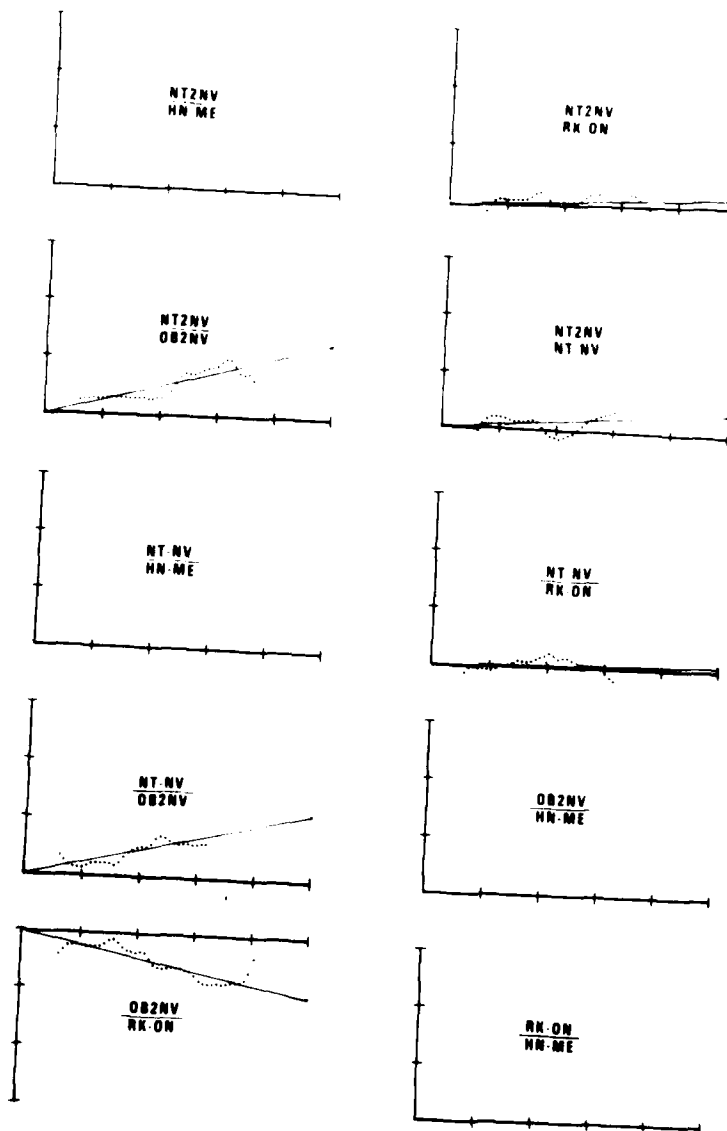 NT2NV
HN ME
NT2NV
RK ON
NT2NV
OB2NV
NT2NV
NT NV
NT·NV
HN·ME
NT NV
RK ON
NT·NV
OB2NV
OB2NV
HN·ME
OB2NV
RK·ON
RK·ON
HN·ME